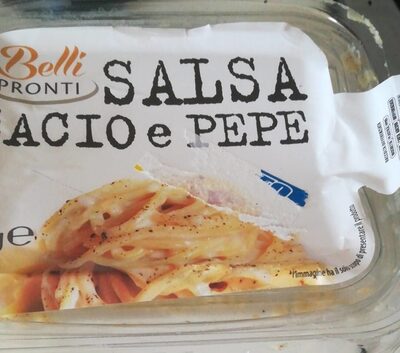 Belli
PRONTI
SALSA
ACIO e PEPE
*l'immagine ha il solo scopo di presentare il prodotto